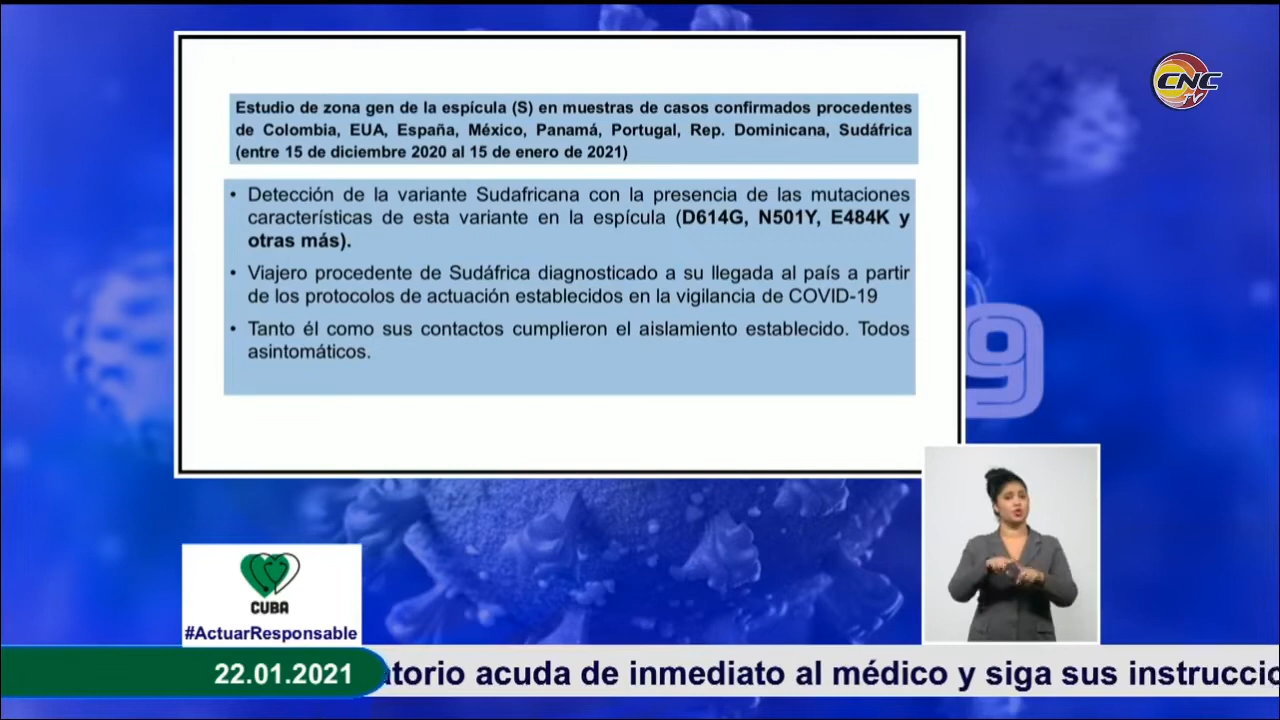 CNC
TV
Estudio de zona gen de la espícula (S) en muestras de casos confirmados procedentes
de Colombia, EUA, España, México, Panamá, Portugal, Rep. Dominicana, Sudáfrica
(entre 15 de diciembre 2020 al 15 de enero de 2021)
• Detección de la variante Sudafricana con la presencia de las mutaciones
características de esta variante en la espícula (D614G, N501Y, E484K y
otras más).
• Viajero procedente de Sudáfrica diagnosticado a su llegada al país a partir
de los protocolos de actuación establecidos en la vigilancia de COVID-19
• Tanto él como sus contactos cumplieron el aislamiento establecido. Todos
asintomáticos.
9
CUBA
#ActuarResponsable
22.01.2021
atorio acuda de inmediato al médico y siga sus instruccio